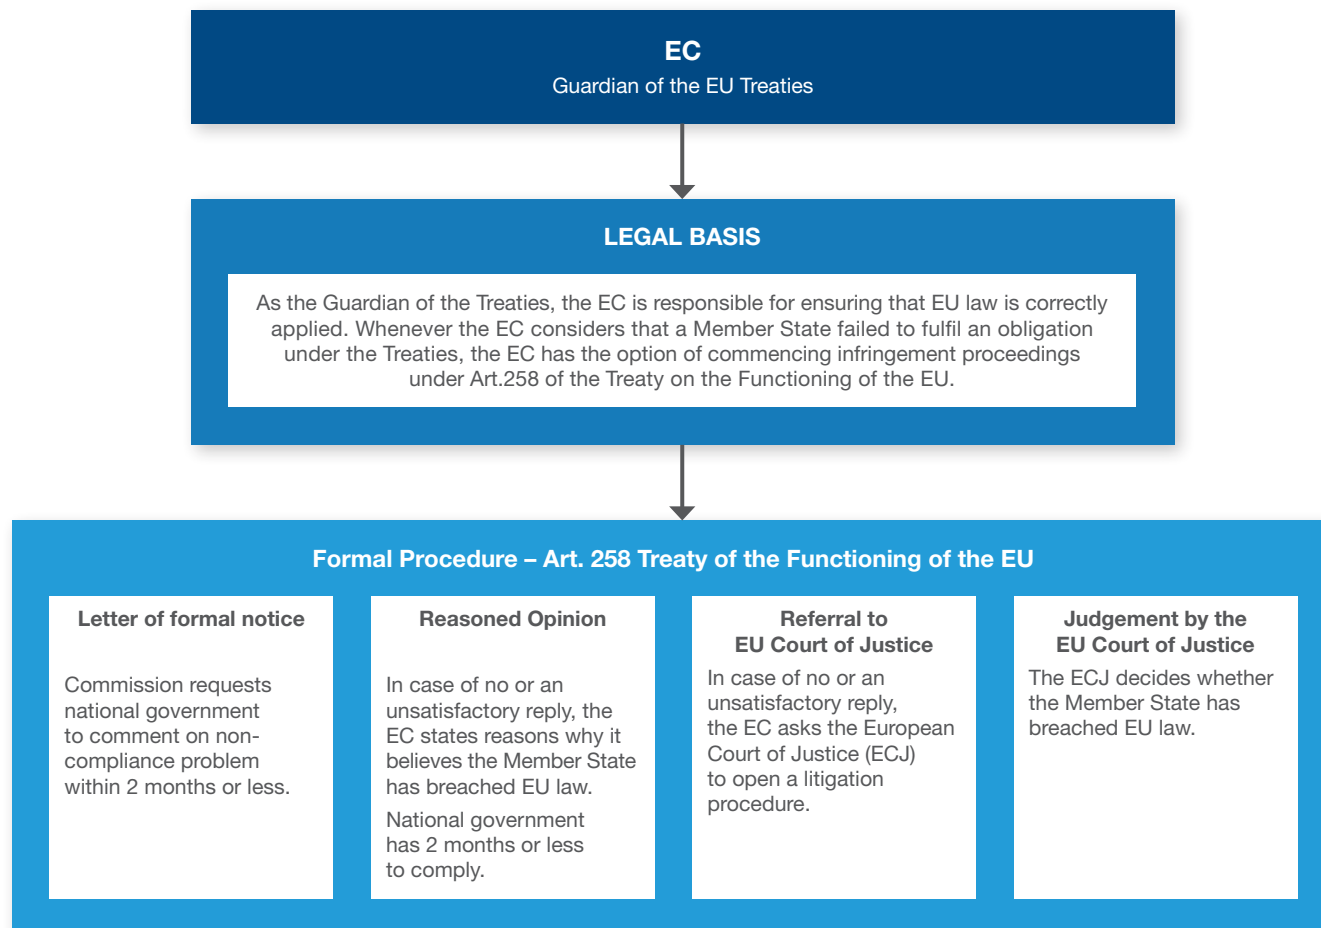 EC
Guardian of the EU Treaties
LEGAL BASIS
As the Guardian of the Treaties, the EC is responsible for ensuring that EU law is correctly
applied. Whenever the EC considers that a Member State failed to fulfil an obligation
under the Treaties, the EC has the option of commencing infringement proceedings
under Art.258 of the Treaty on the Functioning of the EU.
Formal Procedure – Art. 258 Treaty of the Functioning of the EU
Letter of formal notice
Commission requests
national government
to comment on non-
compliance problem
within 2 months or less.
Reasoned Opinion
In case of no or an
unsatisfactory reply, the
EC states reasons why it
believes the Member State
has breached EU law.
National government
has 2 months or less
to comply.
Referral to
EU Court of Justice
In case of no or an
unsatisfactory reply,
the EC asks the European
Court of Justice (ECJ)
to open a litigation
procedure.
Judgement by the
EU Court of Justice
The ECJ decides whether
the Member State has
breached EU law.